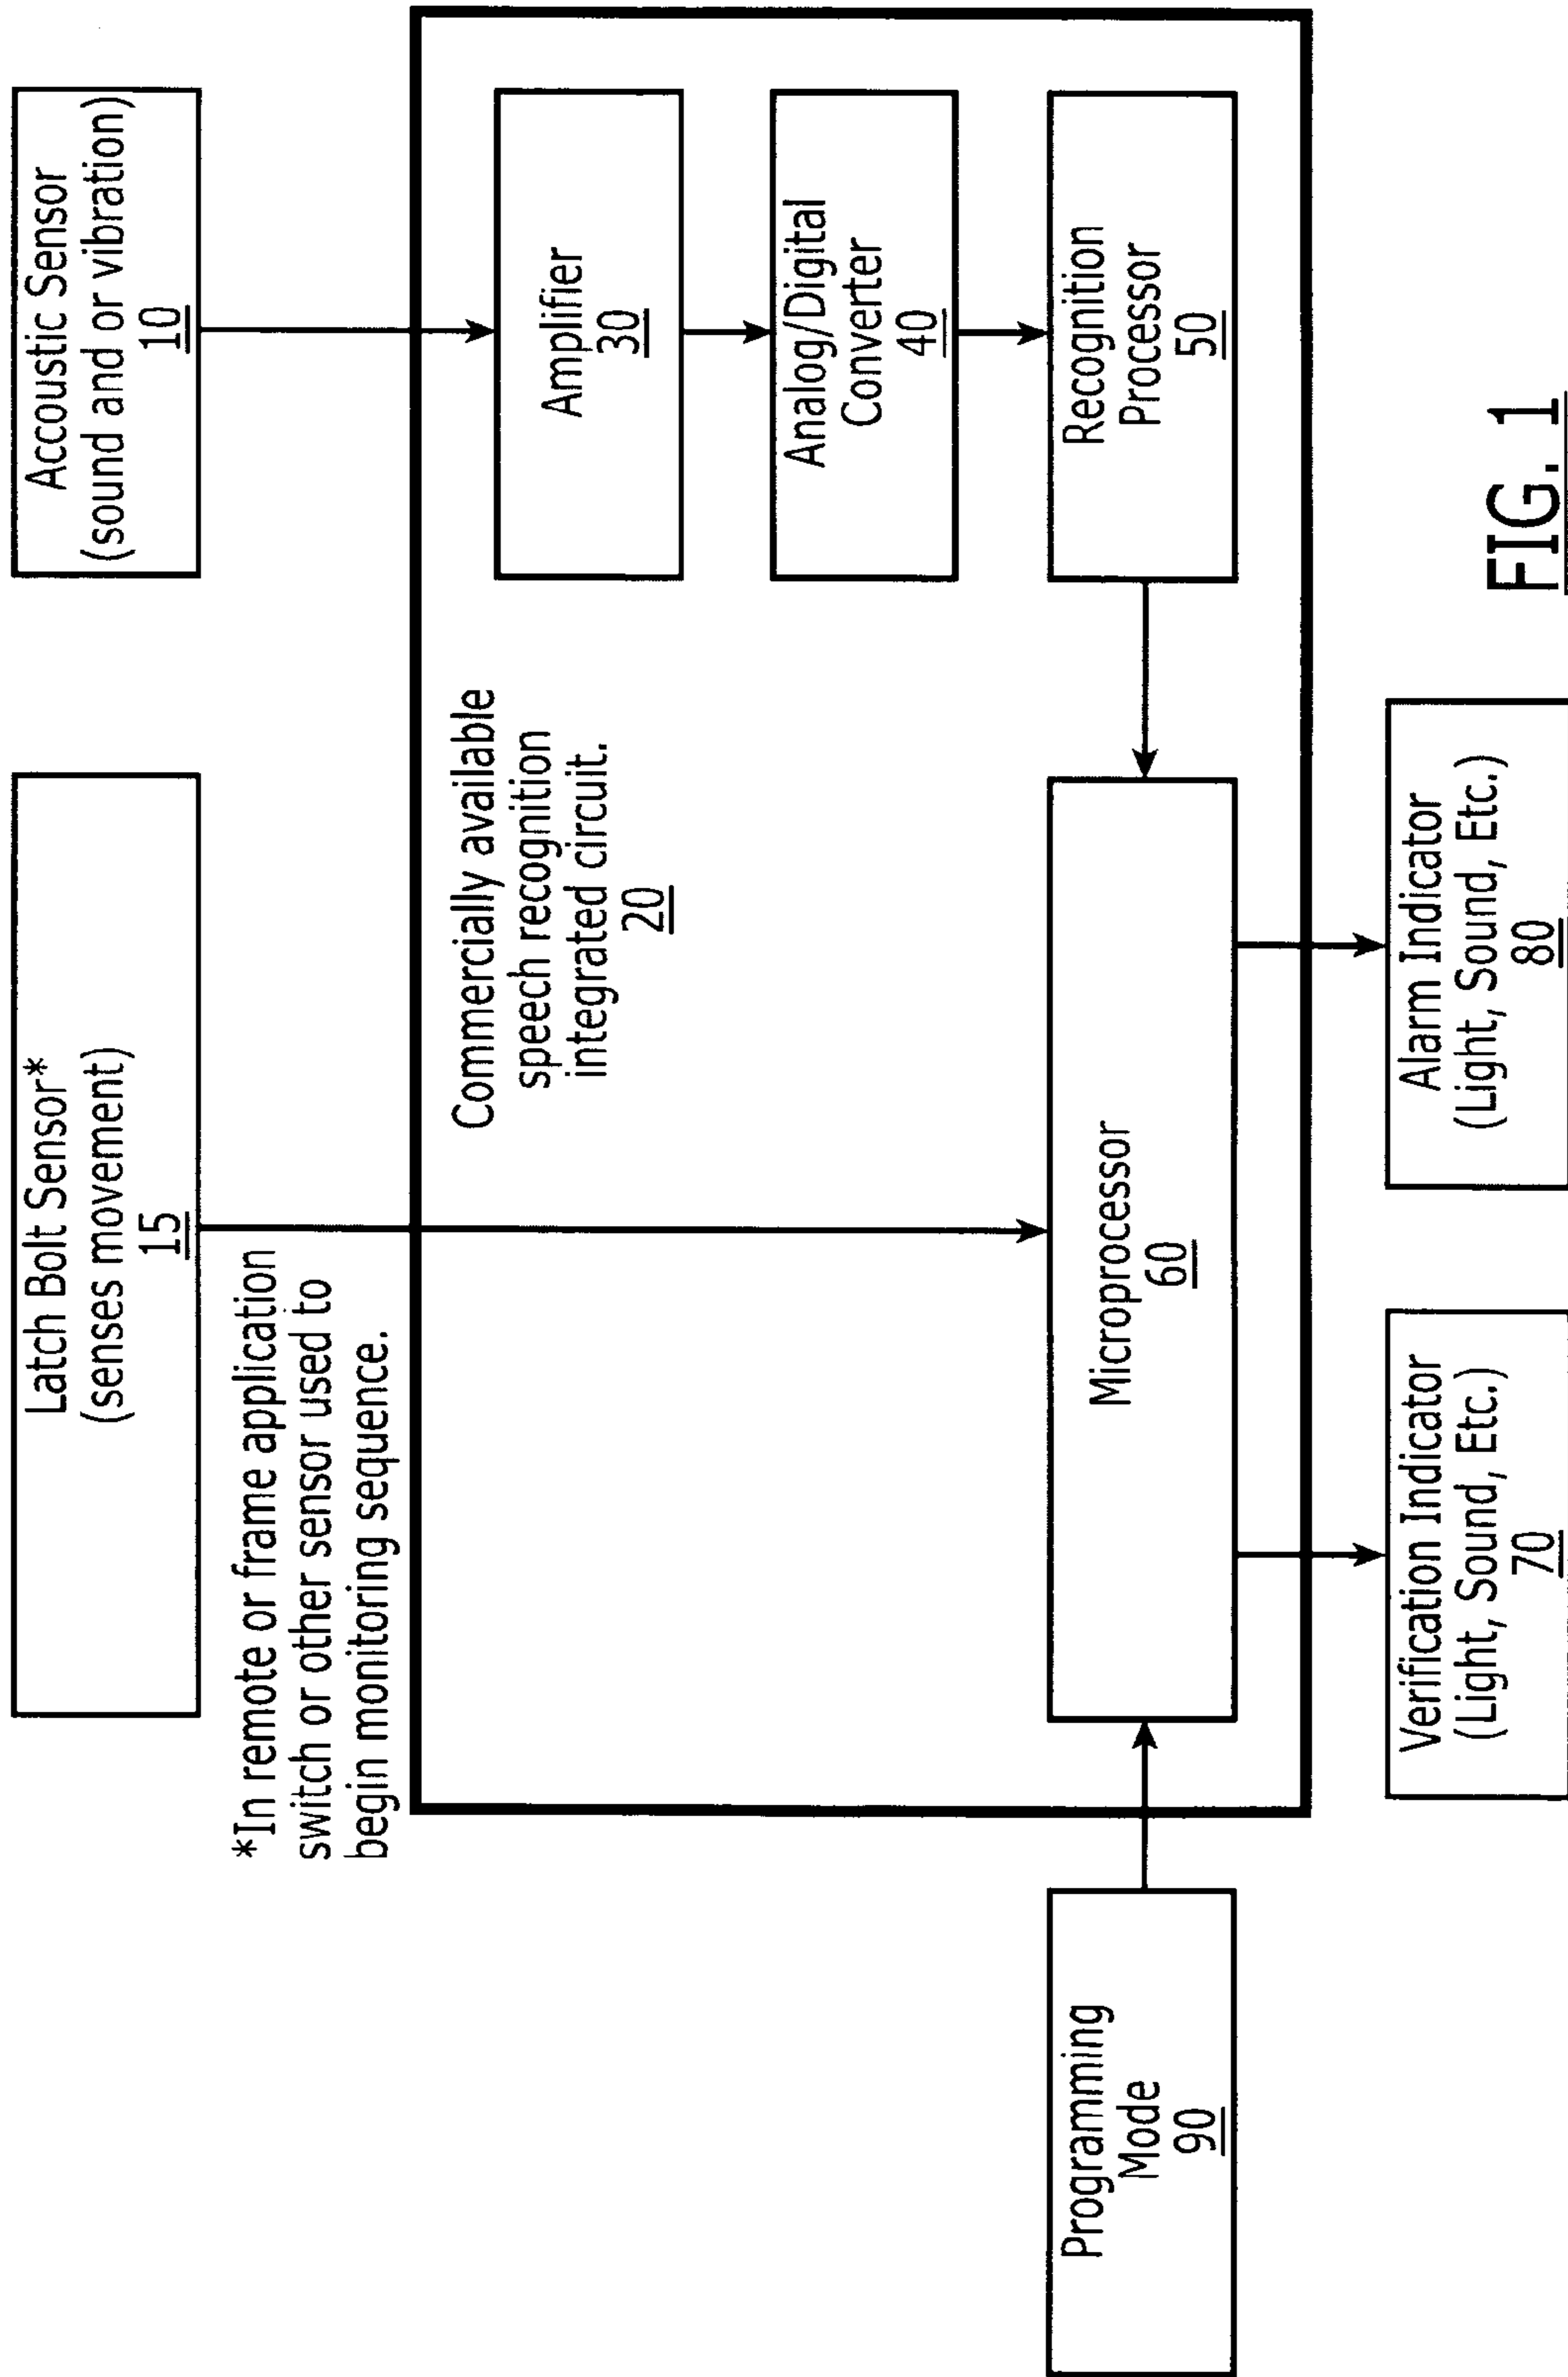 Latch Bolt Sensor*
(senses movement)
15
Accoustic Sensor
(sound and or vibration)
10
*In remote or frame application
switch or other sensor used to
begin monitoring sequence.
Commercially available
speech recognition
integrated circuit.
20
Amplifier
30
Analog/Digital
Converter
40
Recognition
Processor
50
Programming
Mode
90
Microprocessor
60
Verification Indicator
(Light, Sound, Etc.)
70
Alarm Indicator
(Light, Sound, Etc.)
80
FIG. 1